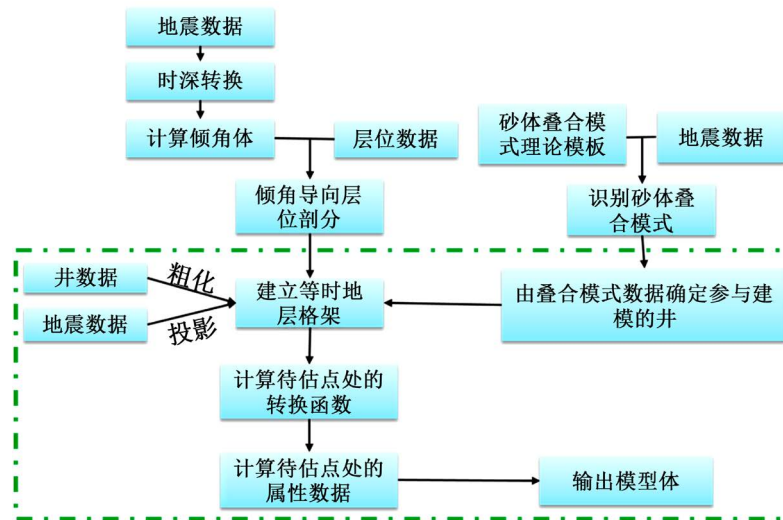 地震数据
时深转换
计算倾角体
层位数据
砂体叠合模
式理论模板
地震数据
倾角导向层
位剖分
识别砂体叠
合模式
井数据
粗化
地震数据
投影
建立等时地
层格架
由叠合模式数据确定参与建
模的井
计算待估点处的
转换函数
计算待估点处的
属性数据
输出模型体